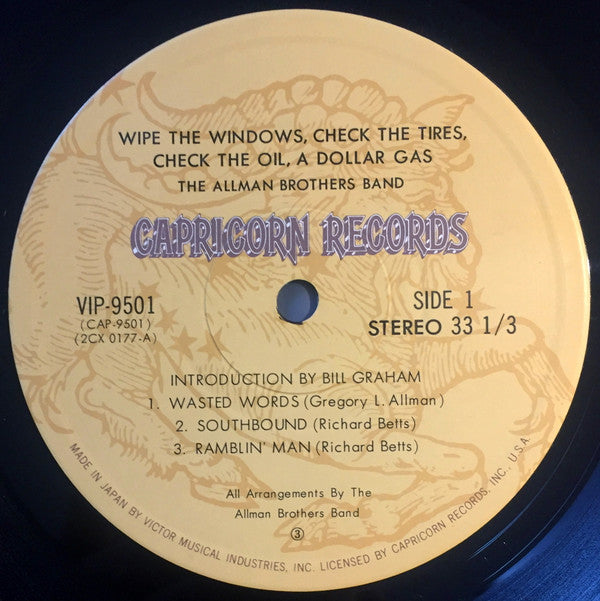 WIPE THE WINDOWS, CHECK THE TIRES,
CHECK THE OIL, A DOLLAR GAS
THE ALLMAN BROTHERS BAND
CAPRICORN RECORDS
VIP-9501
(CAP-9501)
(2CX 0177-A)
SIDE 1
STEREO 33 1/3
INTRODUCTION BY BILL GRAHAM
1. WASTED WORDS (Gregory L. Allman)
2. SOUTHBOUND (Richard Betts)
3. RAMBLIN' MAN (Richard Betts)
All Arrangements By The
Allman Brothers Band
③
MADE IN JAPAN BY VICTOR MUSICAL INDUSTRIES, INC. LICENSED BY CAPRICORN RECORDS, INC., U.S.A.